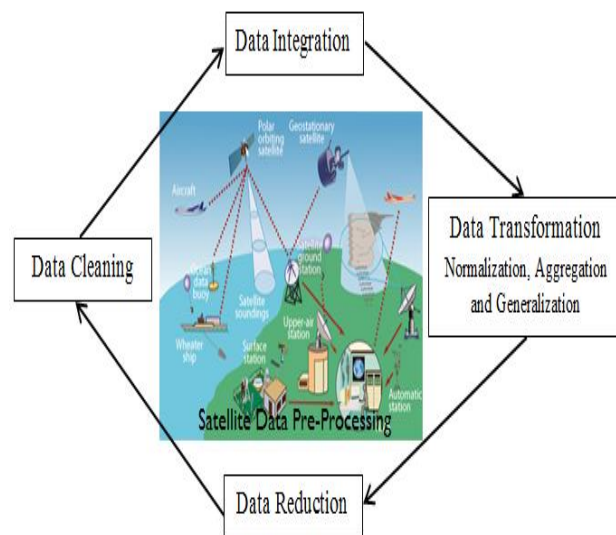 Data Integration
Polar
orbiting
satellite
Geostationary
satellite
Aircraft
Data Transformation
Normalization, Aggregation
and Generalization
Data Cleaning
Ocean
data
buoy
Satellite
soundings
Satellite
ground
station
Wheater
ship
Surface
station
Upper-air
station
Automatic
station
Satellite Data Pre-Processing
Data Reduction